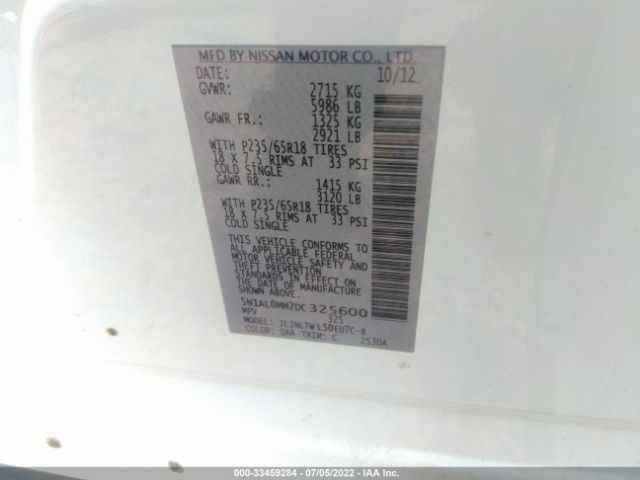 MFD BY NISSAN MOTOR CO., LTD.
DATE: 10/12
GVWR: 2715 KG
5986 LB
GAWR FR.: 1325 KG
2921 LB
WITH P235/65R18 TIRES
18 X 7.5 RIMS AT 33 PSI
COLD SINGLE
GAWR RR.: 1415 KG
3120 LB
WITH P235/65R18 TIRES
18 X 7.5 RIMS AT 33 PSI
COLD SINGLE
THIS VEHICLE CONFORMS TO
ALL APPLICABLE FEDERAL
MOTOR VEHICLE SAFETY AND
THEFT PREVENTION
STANDARDS IN EFFECT ON THE
DATE OF MANUFACTURE
SHOWN ABOVE.
5N1AL0MM2DC325600
MPV 325
MODEL: JLJNLTWL50EU7C-B
COLOR: QAA TRIM: C ZS30A
000-33459284 / 07/05/2022 - IAA Inc.